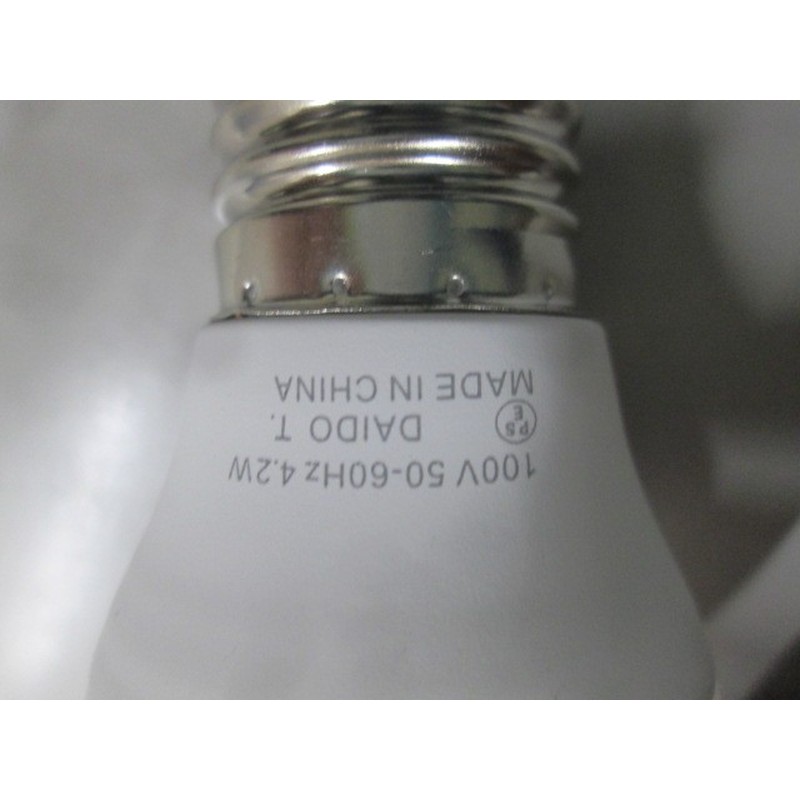 100V 50-60Hz 4.2W
PSE DAIDO T.
MADE IN CHINA